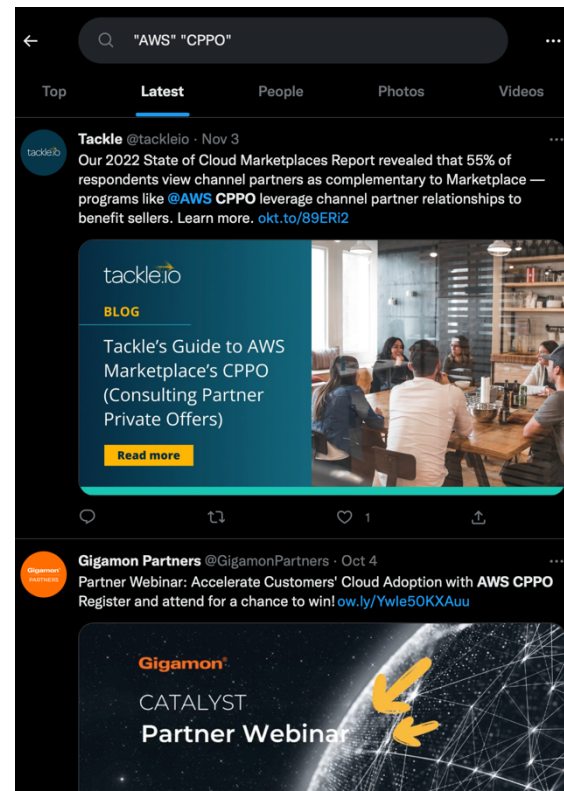 "AWS" "CPPO"
Top Latest People Photos Videos
tackle.io
Tackle @tackleio · Nov 3
Our 2022 State of Cloud Marketplaces Report revealed that 55% of
respondents view channel partners as complementary to Marketplace —
programs like @AWS CPPO leverage channel partner relationships to
benefit sellers. Learn more. okt.to/89ERi2
tackle.io
BLOG
Tackle's Guide to AWS
Marketplace's CPPO
(Consulting Partner
Private Offers)
Read more
1
Gigamon
PARTNERS
Gigamon Partners @GigamonPartners · Oct 4
Partner Webinar: Accelerate Customers' Cloud Adoption with AWS CPPO
Register and attend for a chance to win! ow.ly/Ywle50KXAuu
Gigamon®
CATALYST
Partner Webinar